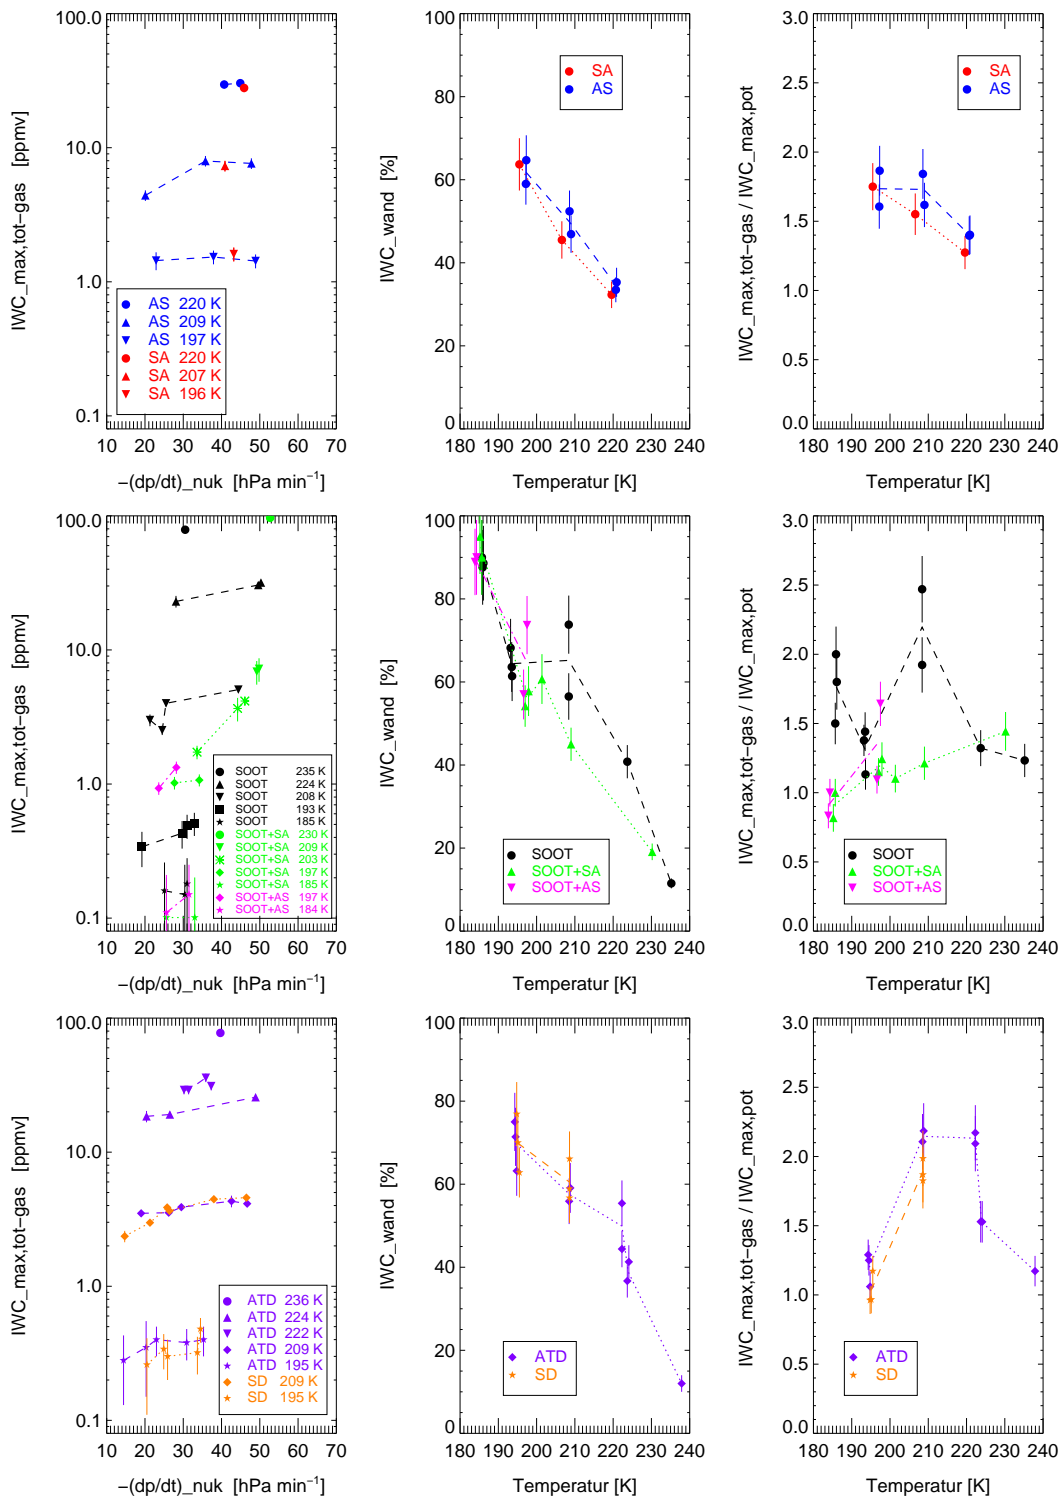 IWC_max,tot−gas [ppmv]
100.0
10.0
1.0
0.1
AS 220 K
AS 209 K
AS 197 K
SA 220 K
SA 207 K
SA 196 K
10 20 30 40 50 60 70
−(dp/dt)_nuk [hPa min⁻¹]
IWC_wand [%]
100
80
60
40
20
0
SA
AS
180 190 200 210 220 230 240
Temperatur [K]
IWC_max,tot−gas / IWC_max,pot
3.0
2.5
2.0
1.5
1.0
0.5
0.0
SA
AS
180 190 200 210 220 230 240
Temperatur [K]
IWC_max,tot−gas [ppmv]
100.0
10.0
1.0
0.1
SOOT 235 K
SOOT 224 K
SOOT 208 K
SOOT 193 K
SOOT 185 K
SOOT+SA 230 K
SOOT+SA 209 K
SOOT+SA 203 K
SOOT+SA 197 K
SOOT+SA 185 K
SOOT+AS 197 K
SOOT+AS 184 K
10 20 30 40 50 60 70
−(dp/dt)_nuk [hPa min⁻¹]
IWC_wand [%]
100
80
60
40
20
0
SOOT
SOOT+SA
SOOT+AS
180 190 200 210 220 230 240
Temperatur [K]
IWC_max,tot−gas / IWC_max,pot
3.0
2.5
2.0
1.5
1.0
0.5
0.0
SOOT
SOOT+SA
SOOT+AS
180 190 200 210 220 230 240
Temperatur [K]
IWC_max,tot−gas [ppmv]
100.0
10.0
1.0
0.1
ATD 236 K
ATD 224 K
ATD 222 K
ATD 209 K
ATD 195 K
SD 209 K
SD 195 K
10 20 30 40 50 60 70
−(dp/dt)_nuk [hPa min⁻¹]
IWC_wand [%]
100
80
60
40
20
0
ATD
SD
180 190 200 210 220 230 240
Temperatur [K]
IWC_max,tot−gas / IWC_max,pot
3.0
2.5
2.0
1.5
1.0
0.5
0.0
ATD
SD
180 190 200 210 220 230 240
Temperatur [K]